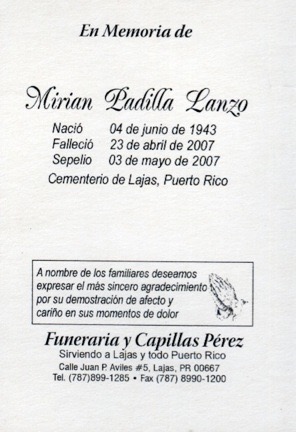 En Memoria de
Mirian Padilla Lanzo
Nació 04 de junio de 1943
Falleció 23 de abril de 2007
Sepelio 03 de mayo de 2007
Cementerio de Lajas, Puerto Rico
A nombre de los familiares deseamos
expresar el más sincero agradecimiento
por su demostración de afecto y
cariño en sus momentos de dolor
Funeraria y Capillas Pérez
Sirviendo a Lajas y todo Puerto Rico
Calle Juan P. Aviles #5, Lajas, PR 00667
Tel. (787)899-1285 • Fax (787) 8990-1200